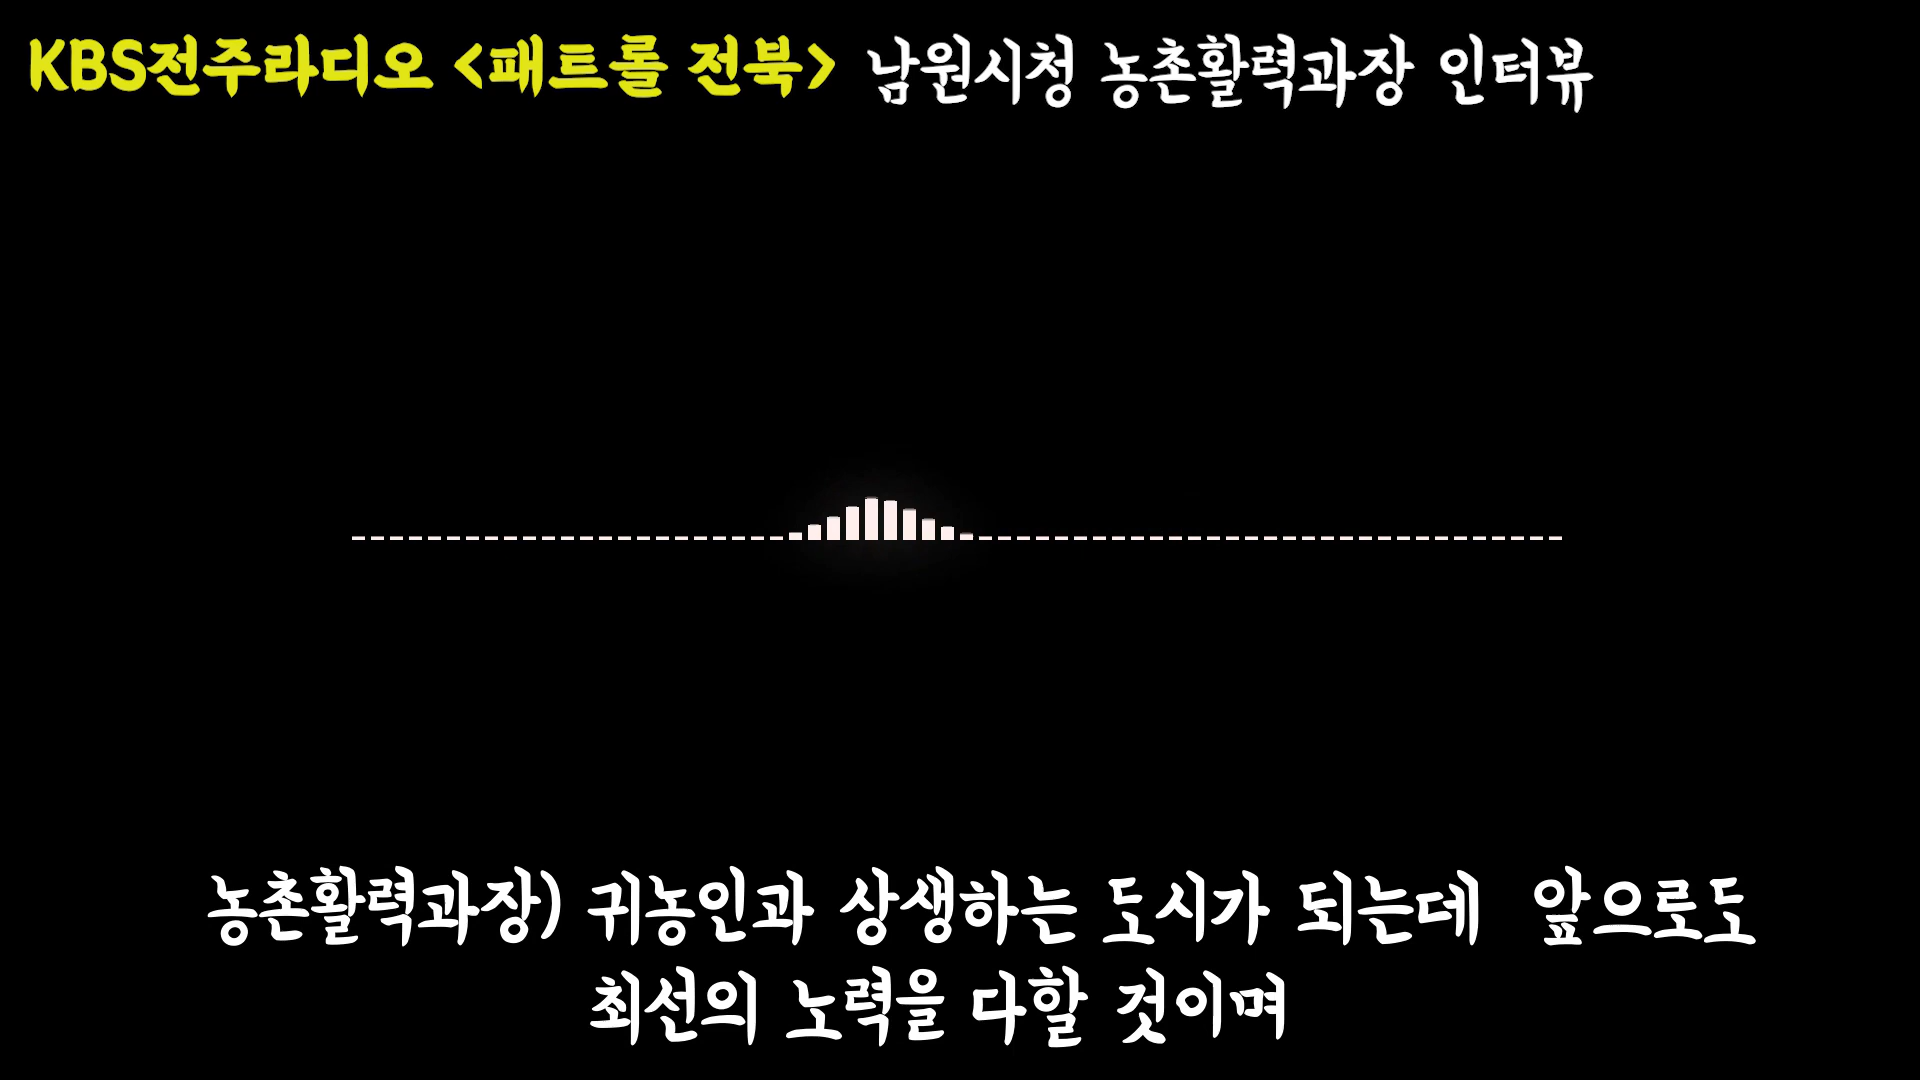 KBS전주라디오 <패트롤 전북> 남원시청 농촌활력과장 인터뷰
농촌활력과장) 귀농인과 상생하는 도시가 되는데 앞으로도
최선의 노력을 다할 것이며